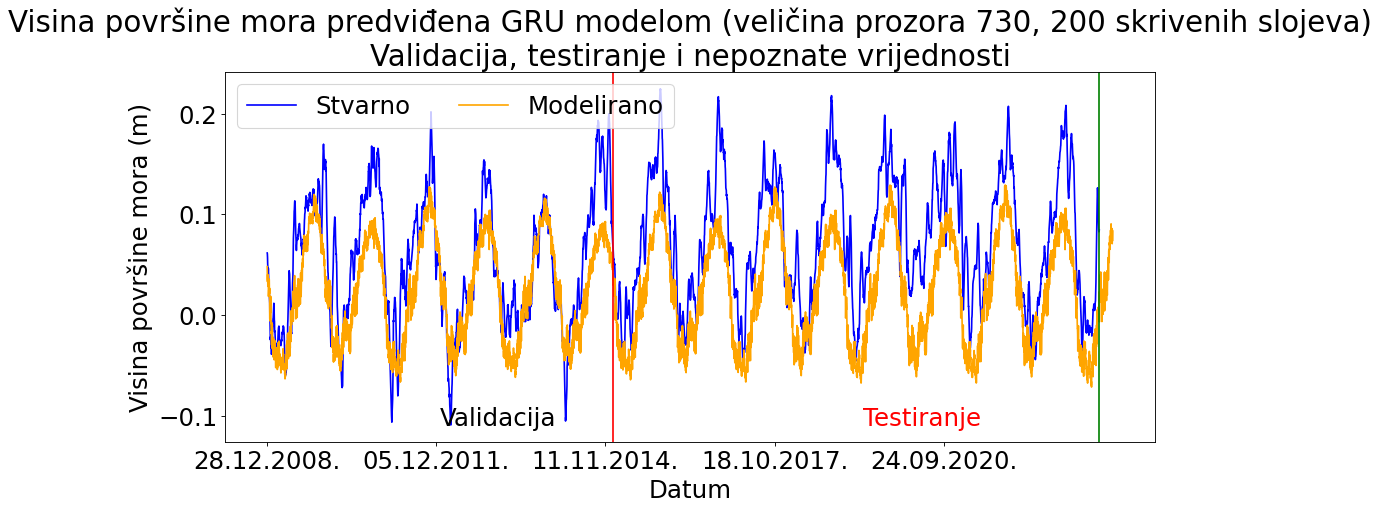 Visina površine mora predviđena GRU modelom (veličina prozora 730, 200 skrivenih slojeva)
Validacija, testiranje i nepoznate vrijednosti
Stvarno
Modelirano
Visina površine mora (m)
0.2
0.1
0.0
−0.1
Validacija
Testiranje
28.12.2008.
05.12.2011.
11.11.2014.
18.10.2017.
24.09.2020.
Datum